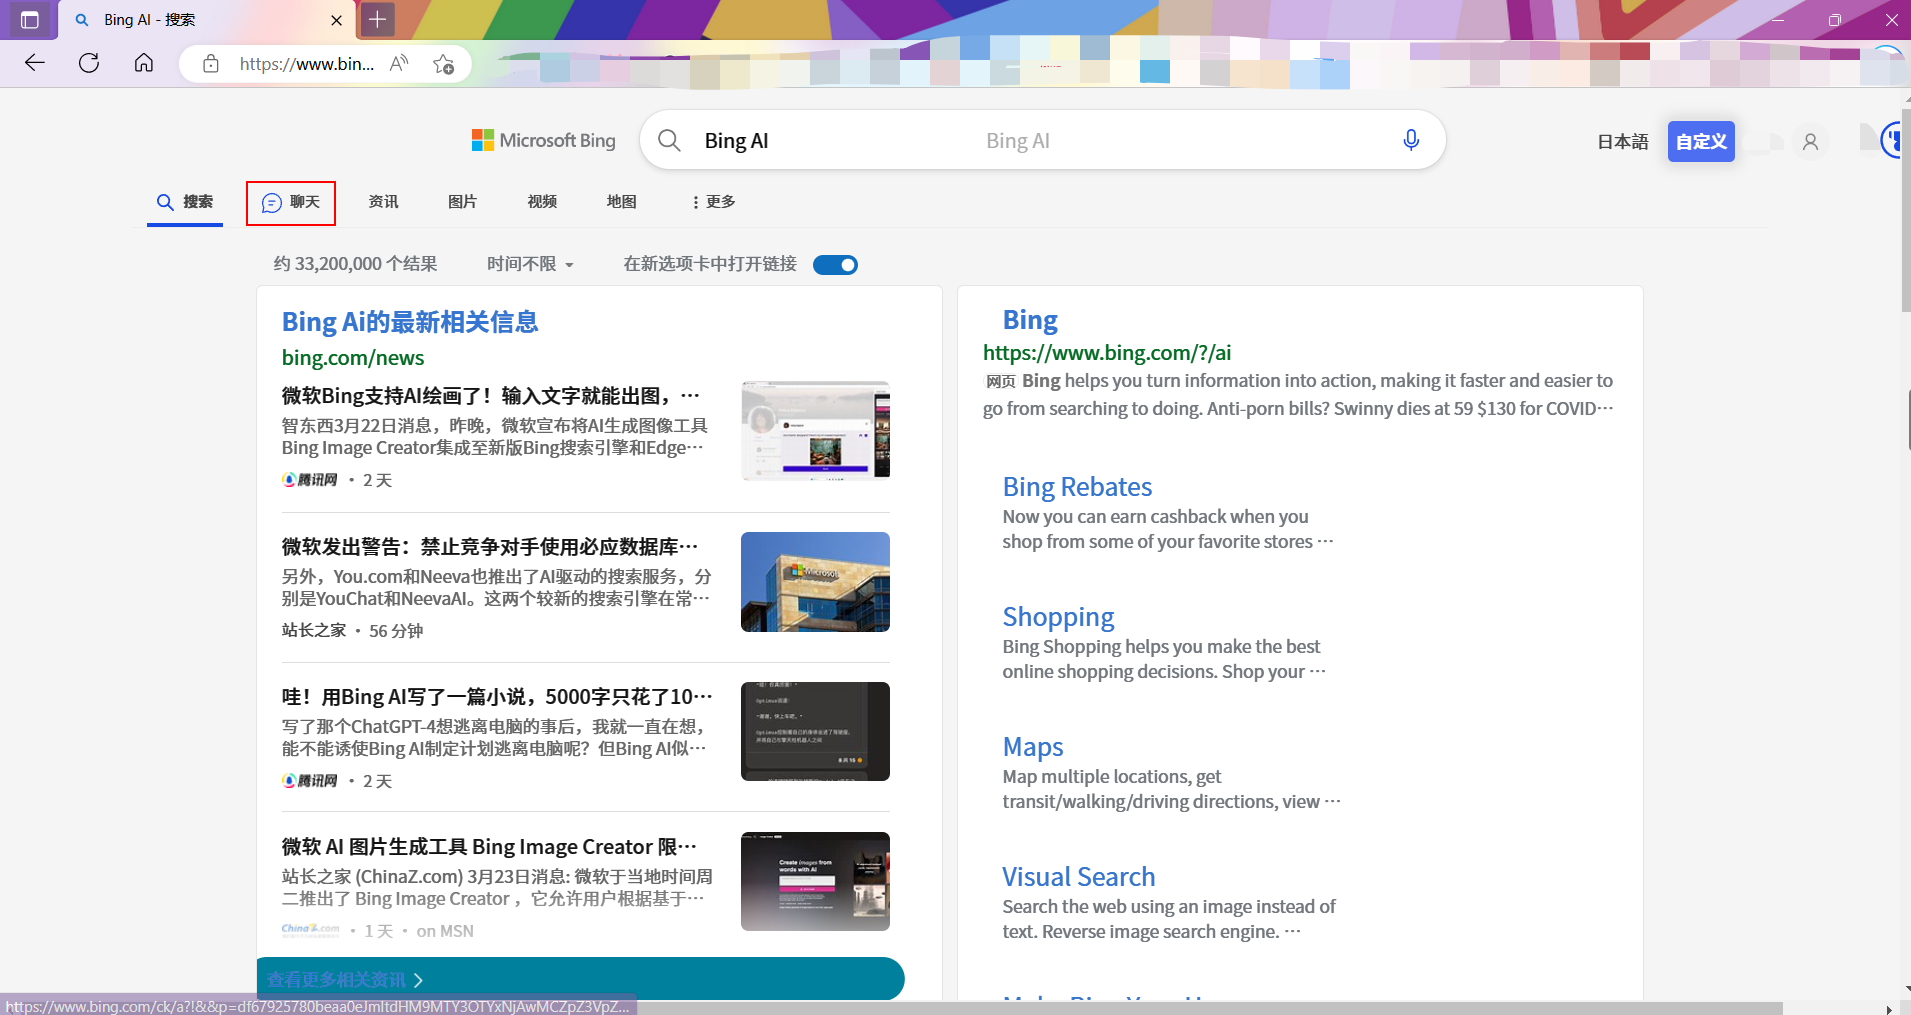 Bing AI - 搜索
https://www.bin...
Microsoft Bing
Bing AI
Bing AI
日本語
自定义
搜索
聊天
资讯
图片
视频
地图
更多
约 33,200,000 个结果
时间不限
在新选项卡中打开链接
Bing Ai的最新相关信息
bing.com/news
微软Bing支持AI绘画了！输入文字就能出图，…
智东西3月22日消息，昨晚，微软宣布将AI生成图像工具
Bing Image Creator集成至新版Bing搜索引擎和Edge…
腾讯网 · 2 天
微软发出警告：禁止竞争对手使用必应数据库…
另外，You.com和Neeva也推出了AI驱动的搜索服务，分
别是YouChat和NeevaAI。这两个较新的搜索引擎在常…
站长之家 · 56 分钟
哇！用Bing AI写了一篇小说，5000字只花了10…
写了那个ChatGPT-4想逃离电脑的事后，我就一直在想，
能不能诱使Bing AI制定计划逃离电脑呢？但Bing AI似…
腾讯网 · 2 天
微软 AI 图片生成工具 Bing Image Creator 限…
站长之家 (ChinaZ.com) 3月23日消息: 微软于当地时间周
二推出了 Bing Image Creator ，它允许用户根据基于…
Create images from
words with AI
ChinaZ.com · 1 天 · on MSN
查看更多相关资讯
Bing
https://www.bing.com/?/ai
网页 Bing helps you turn information into action, making it faster and easier to
go from searching to doing. Anti-porn bills? Swinny dies at 59 $130 for COVID…
Bing Rebates
Now you can earn cashback when you
shop from some of your favorite stores …
Shopping
Bing Shopping helps you make the best
online shopping decisions. Shop your …
Maps
Map multiple locations, get
transit/walking/driving directions, view …
Visual Search
Search the web using an image instead of
text. Reverse image search engine. …
https://www.bing.com/ck/a?!&&p=df67925780beaa0eJmltdHM9MTY3OTYxNjAwMCZpZ3VpZ...